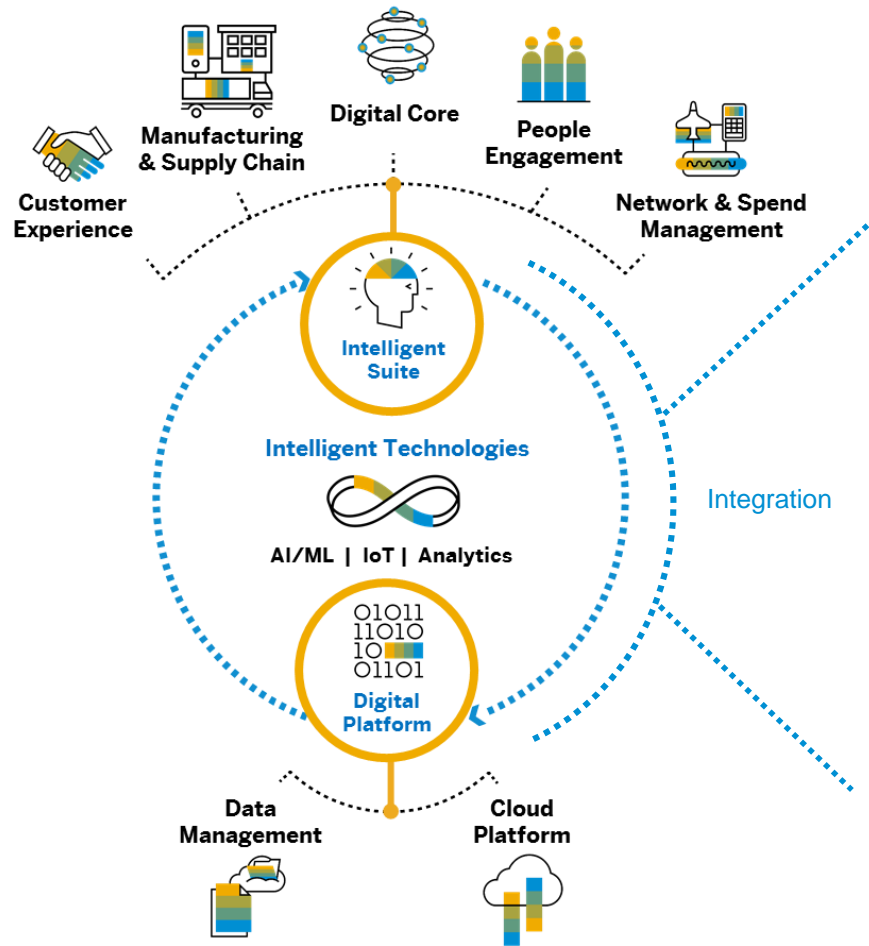 Digital Core
Manufacturing
& Supply Chain
People
Engagement
Customer
Experience
Network & Spend
Management
Intelligent
Suite
Intelligent Technologies
Integration
AI/ML | IoT | Analytics
01011
11010
10
01101
Digital
Platform
Data
Management
Cloud
Platform